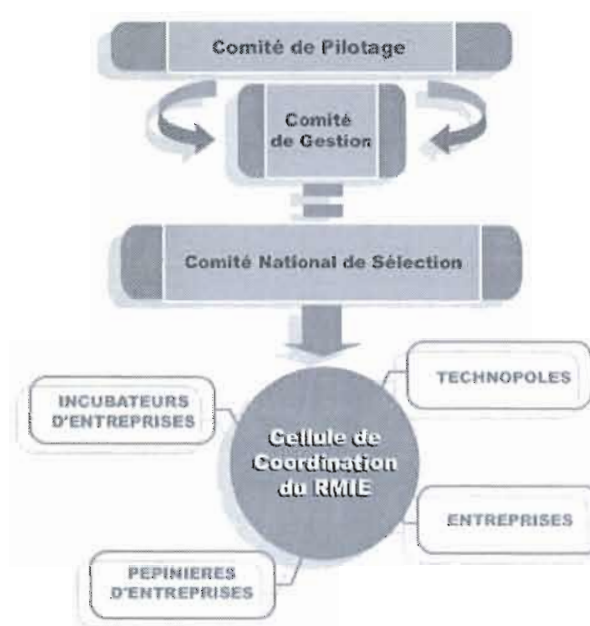 Comité de Pilotage
Comité
de Gestion
Comité National de Sélection
TECHNOPOLES
INCUBATEURS
D'ENTREPRISES
Cellule de
Coordination
du RMIE
ENTREPRISES
PEPINIERES
D'ENTREPRISES